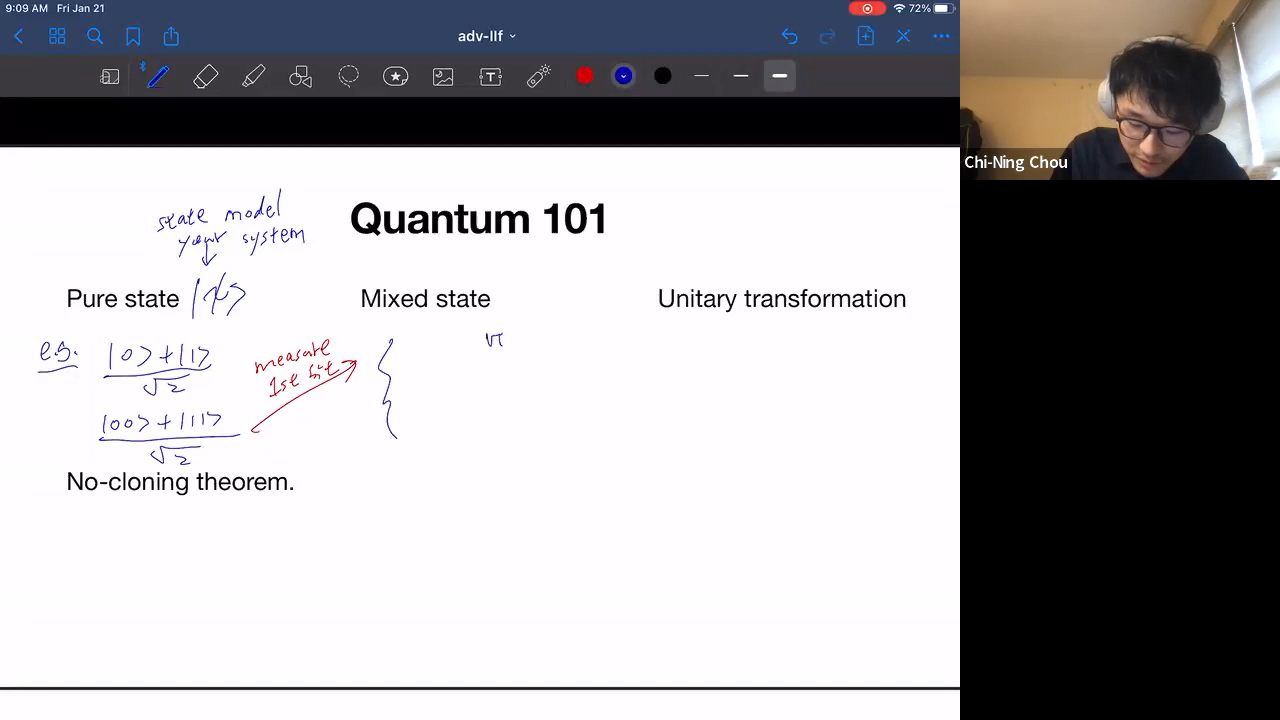 9:09 AM Fri Jan 21
72%
adv-llf
Chi-Ning Chou
state model
your system
Quantum 101
Pure state |ψ>
Mixed state
Unitary transformation
e.g. |0> + |1>
√2
measure
1st bit
|00> + |11>
√2
No-cloning theorem.